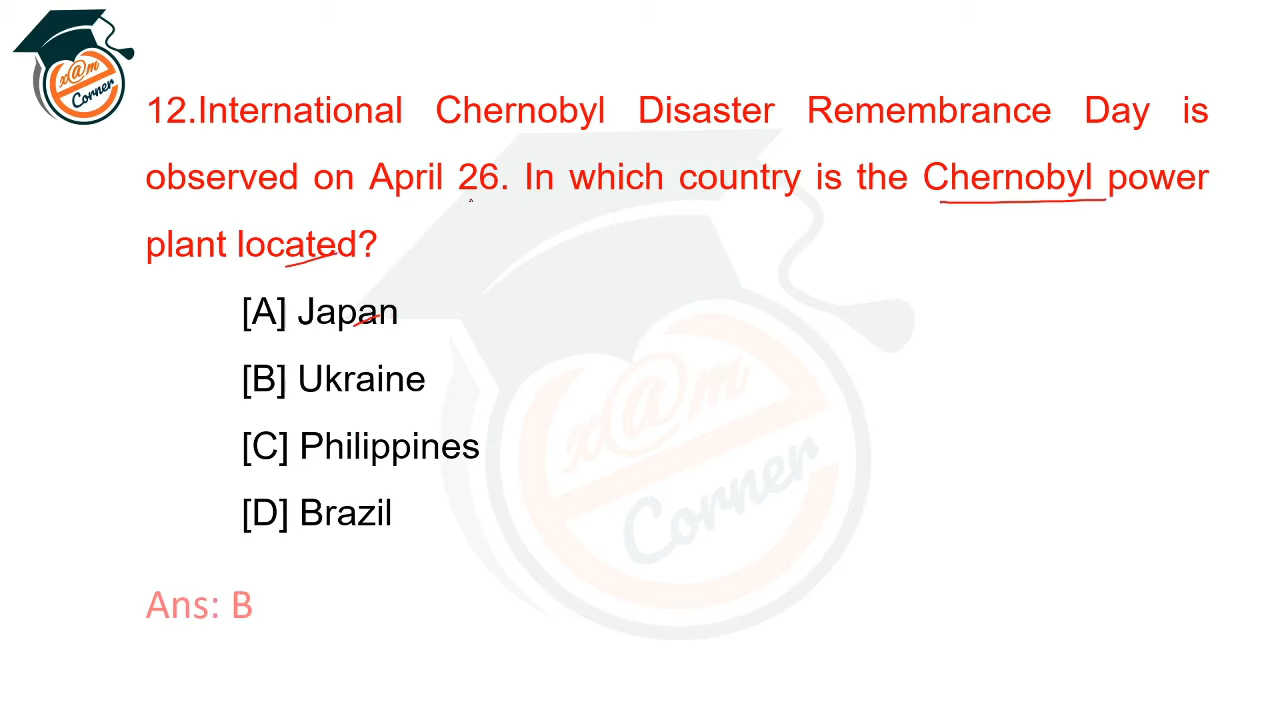 x@m
Corner
12.International Chernobyl Disaster Remembrance Day is
observed on April 26. In which country is the Chernobyl power
plant located?
[A] Japan
[B] Ukraine
[C] Philippines
[D] Brazil
x@m
Corner
Ans: B